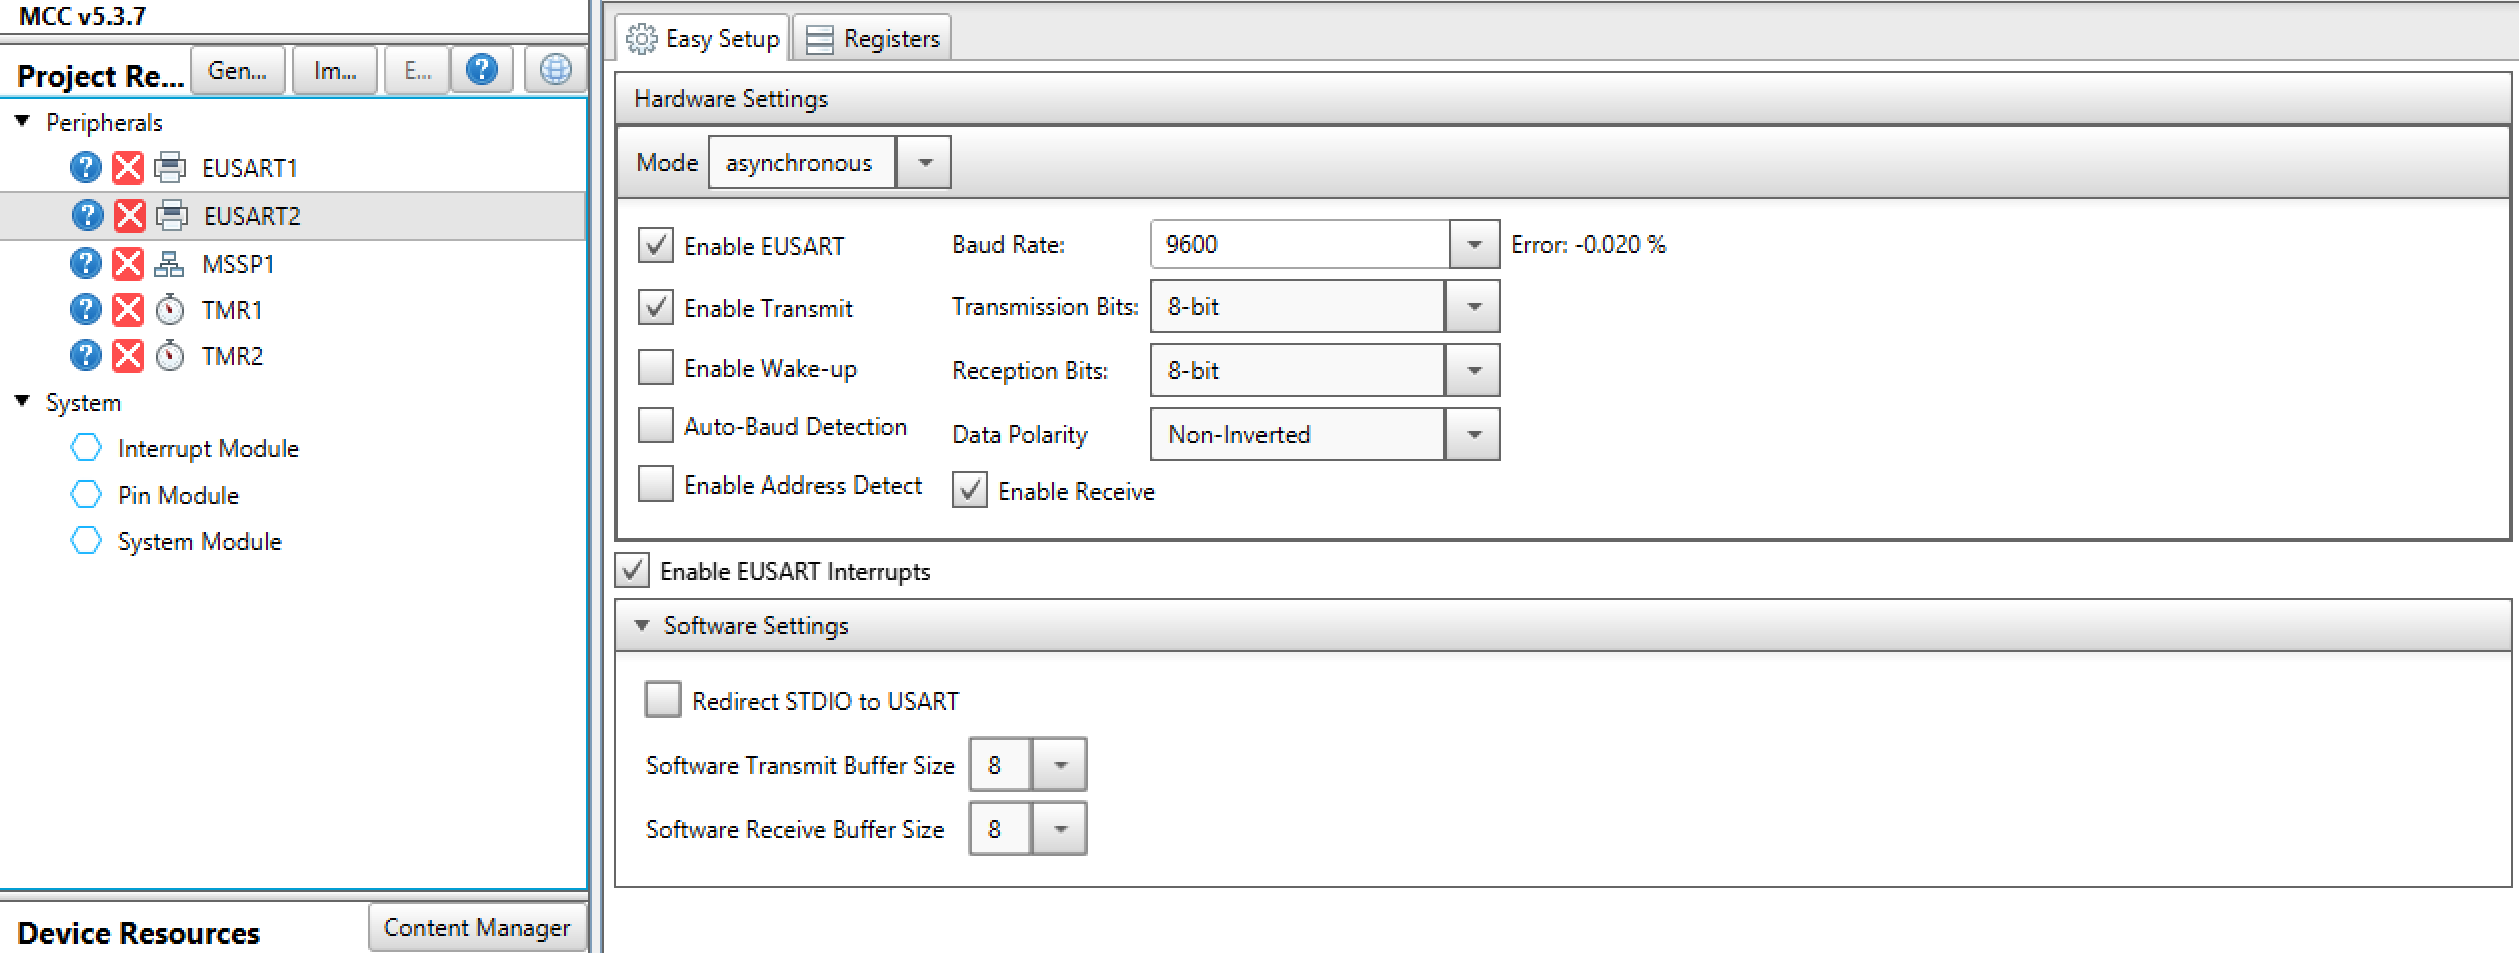 MCC v5.3.7
Project Re... Gen... Im... E... ?
Peripherals
? EUSART1
? EUSART2
? MSSP1
? TMR1
? TMR2
System
Interrupt Module
Pin Module
System Module
Device Resources Content Manager
Easy Setup Registers
Hardware Settings
Mode asynchronous
Enable EUSART Baud Rate: 9600 Error: -0.020 %
Enable Transmit Transmission Bits: 8-bit
Enable Wake-up Reception Bits: 8-bit
Auto-Baud Detection Data Polarity Non-Inverted
Enable Address Detect Enable Receive
Enable EUSART Interrupts
Software Settings
Redirect STDIO to USART
Software Transmit Buffer Size 8
Software Receive Buffer Size 8